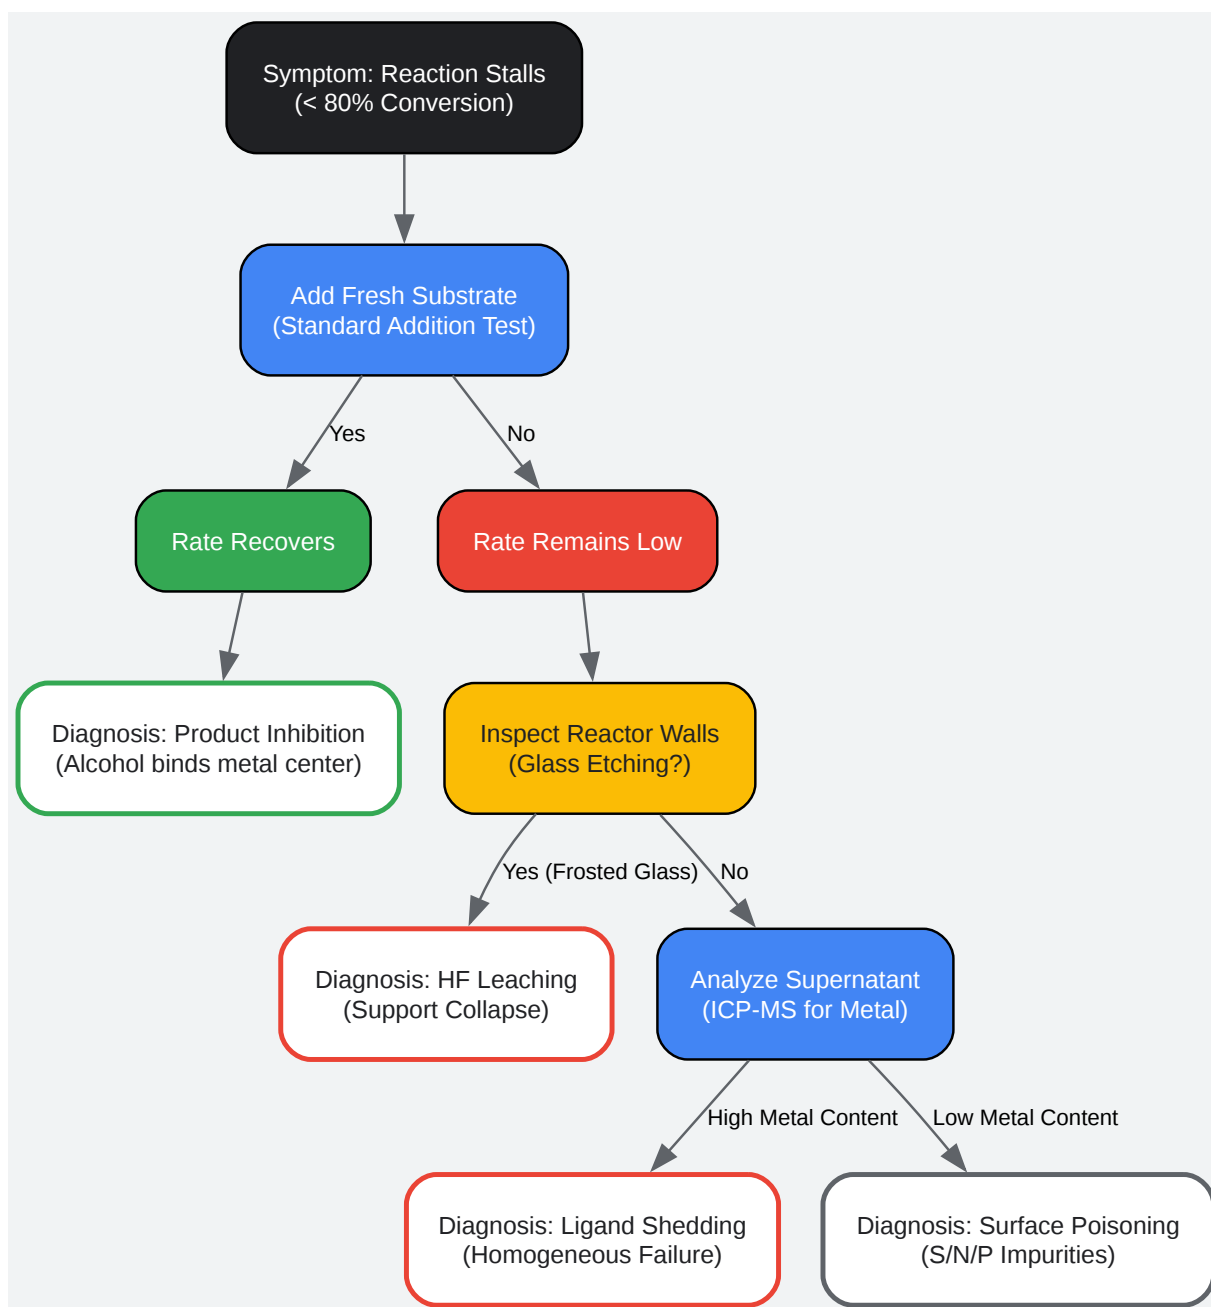 Symptom: Reaction Stalls
(< 80% Conversion)
Add Fresh Substrate
(Standard Addition Test)
Yes
No
Rate Recovers
Rate Remains Low
Diagnosis: Product Inhibition
(Alcohol binds metal center)
Inspect Reactor Walls
(Glass Etching?)
Yes (Frosted Glass)
No
Diagnosis: HF Leaching
(Support Collapse)
Analyze Supernatant
(ICP-MS for Metal)
High Metal Content
Low Metal Content
Diagnosis: Ligand Shedding
(Homogeneous Failure)
Diagnosis: Surface Poisoning
(S/N/P Impurities)